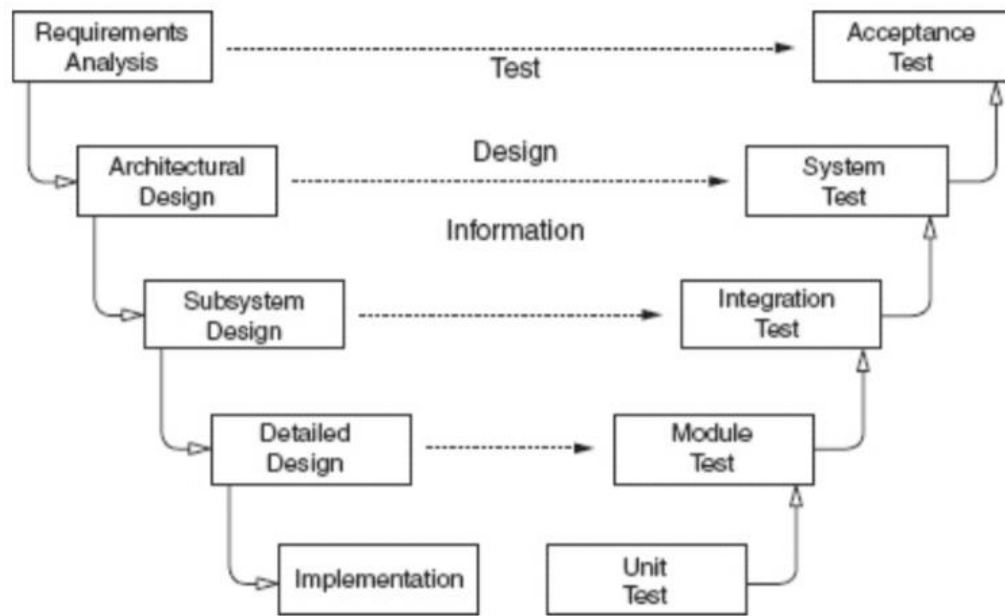 Requirements
Analysis
Acceptance
Test
Test
Architectural
Design
Design
System
Test
Information
Subsystem
Design
Integration
Test
Detailed
Design
Module
Test
Implementation
Unit
Test